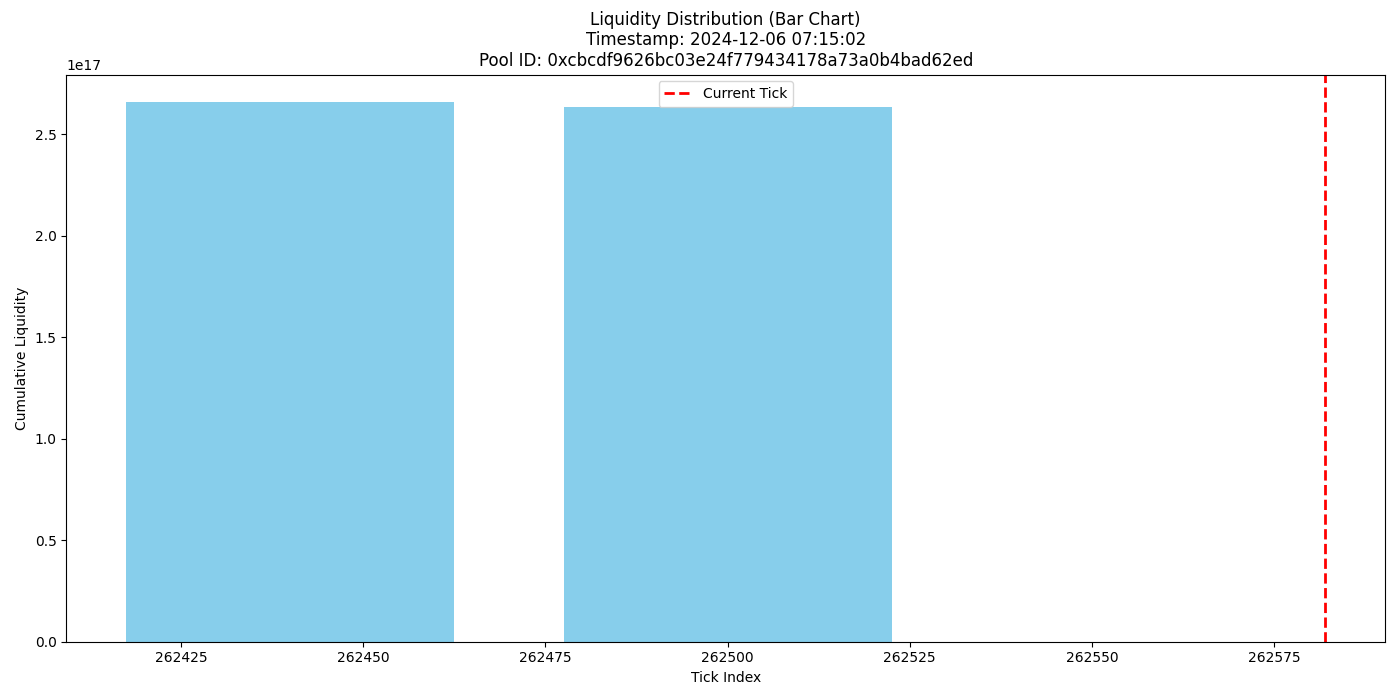 Liquidity Distribution (Bar Chart)
Timestamp: 2024-12-06 07:15:02
Pool ID: 0xcbcdf9626bc03e24f779434178a73a0b4bad62ed
1e17
Current Tick
2.5
2.0
1.5
1.0
0.5
0.0
Cumulative Liquidity
262425 262450 262475 262500 262525 262550 262575
Tick Index